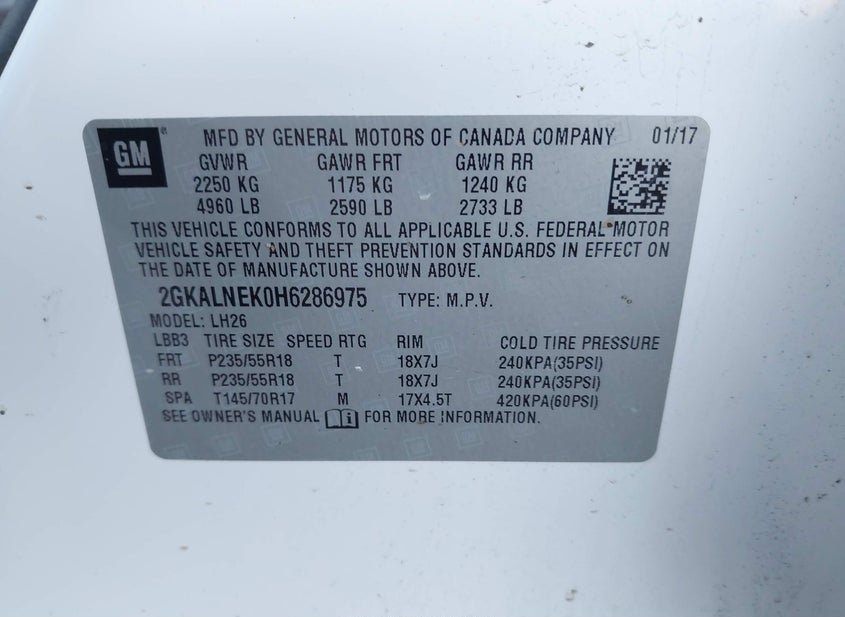 GM ® MFD BY GENERAL MOTORS OF CANADA COMPANY 01/17
GVWR GAWR FRT GAWR RR
2250 KG 1175 KG 1240 KG
4960 LB 2590 LB 2733 LB
THIS VEHICLE CONFORMS TO ALL APPLICABLE U.S. FEDERAL MOTOR
VEHICLE SAFETY AND THEFT PREVENTION STANDARDS IN EFFECT ON
THE DATE OF MANUFACTURE SHOWN ABOVE.
2GKALNEK0H6286975 TYPE: M.P.V.
MODEL: LH26
LBB3 TIRE SIZE SPEED RTG RIM COLD TIRE PRESSURE
FRT P235/55R18 T 18X7J 240KPA(35PSI)
RR P235/55R18 T 18X7J 240KPA(35PSI)
SPA T145/70R17 M 17X4.5T 420KPA(60PSI)
SEE OWNER'S MANUAL i FOR MORE INFORMATION.